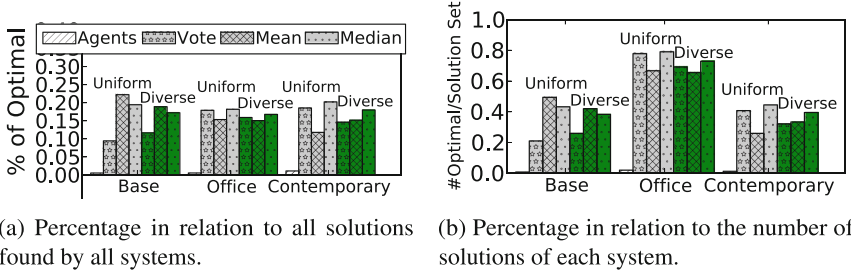 Agents Vote Mean Median
% of Optimal
0.35
0.30
0.25
0.20
0.15
0.10
0.05
0.00
Uniform
Diverse
Uniform
Diverse
Uniform
Diverse
Base Office Contemporary
#Optimal/Solution Set
1.0
0.8
0.6
0.4
0.2
0.0
Uniform
Diverse
Uniform
Diverse
Uniform
Diverse
Base Office Contemporary
(a) Percentage in relation to all solutions
found by all systems.
(b) Percentage in relation to the number of
solutions of each system.